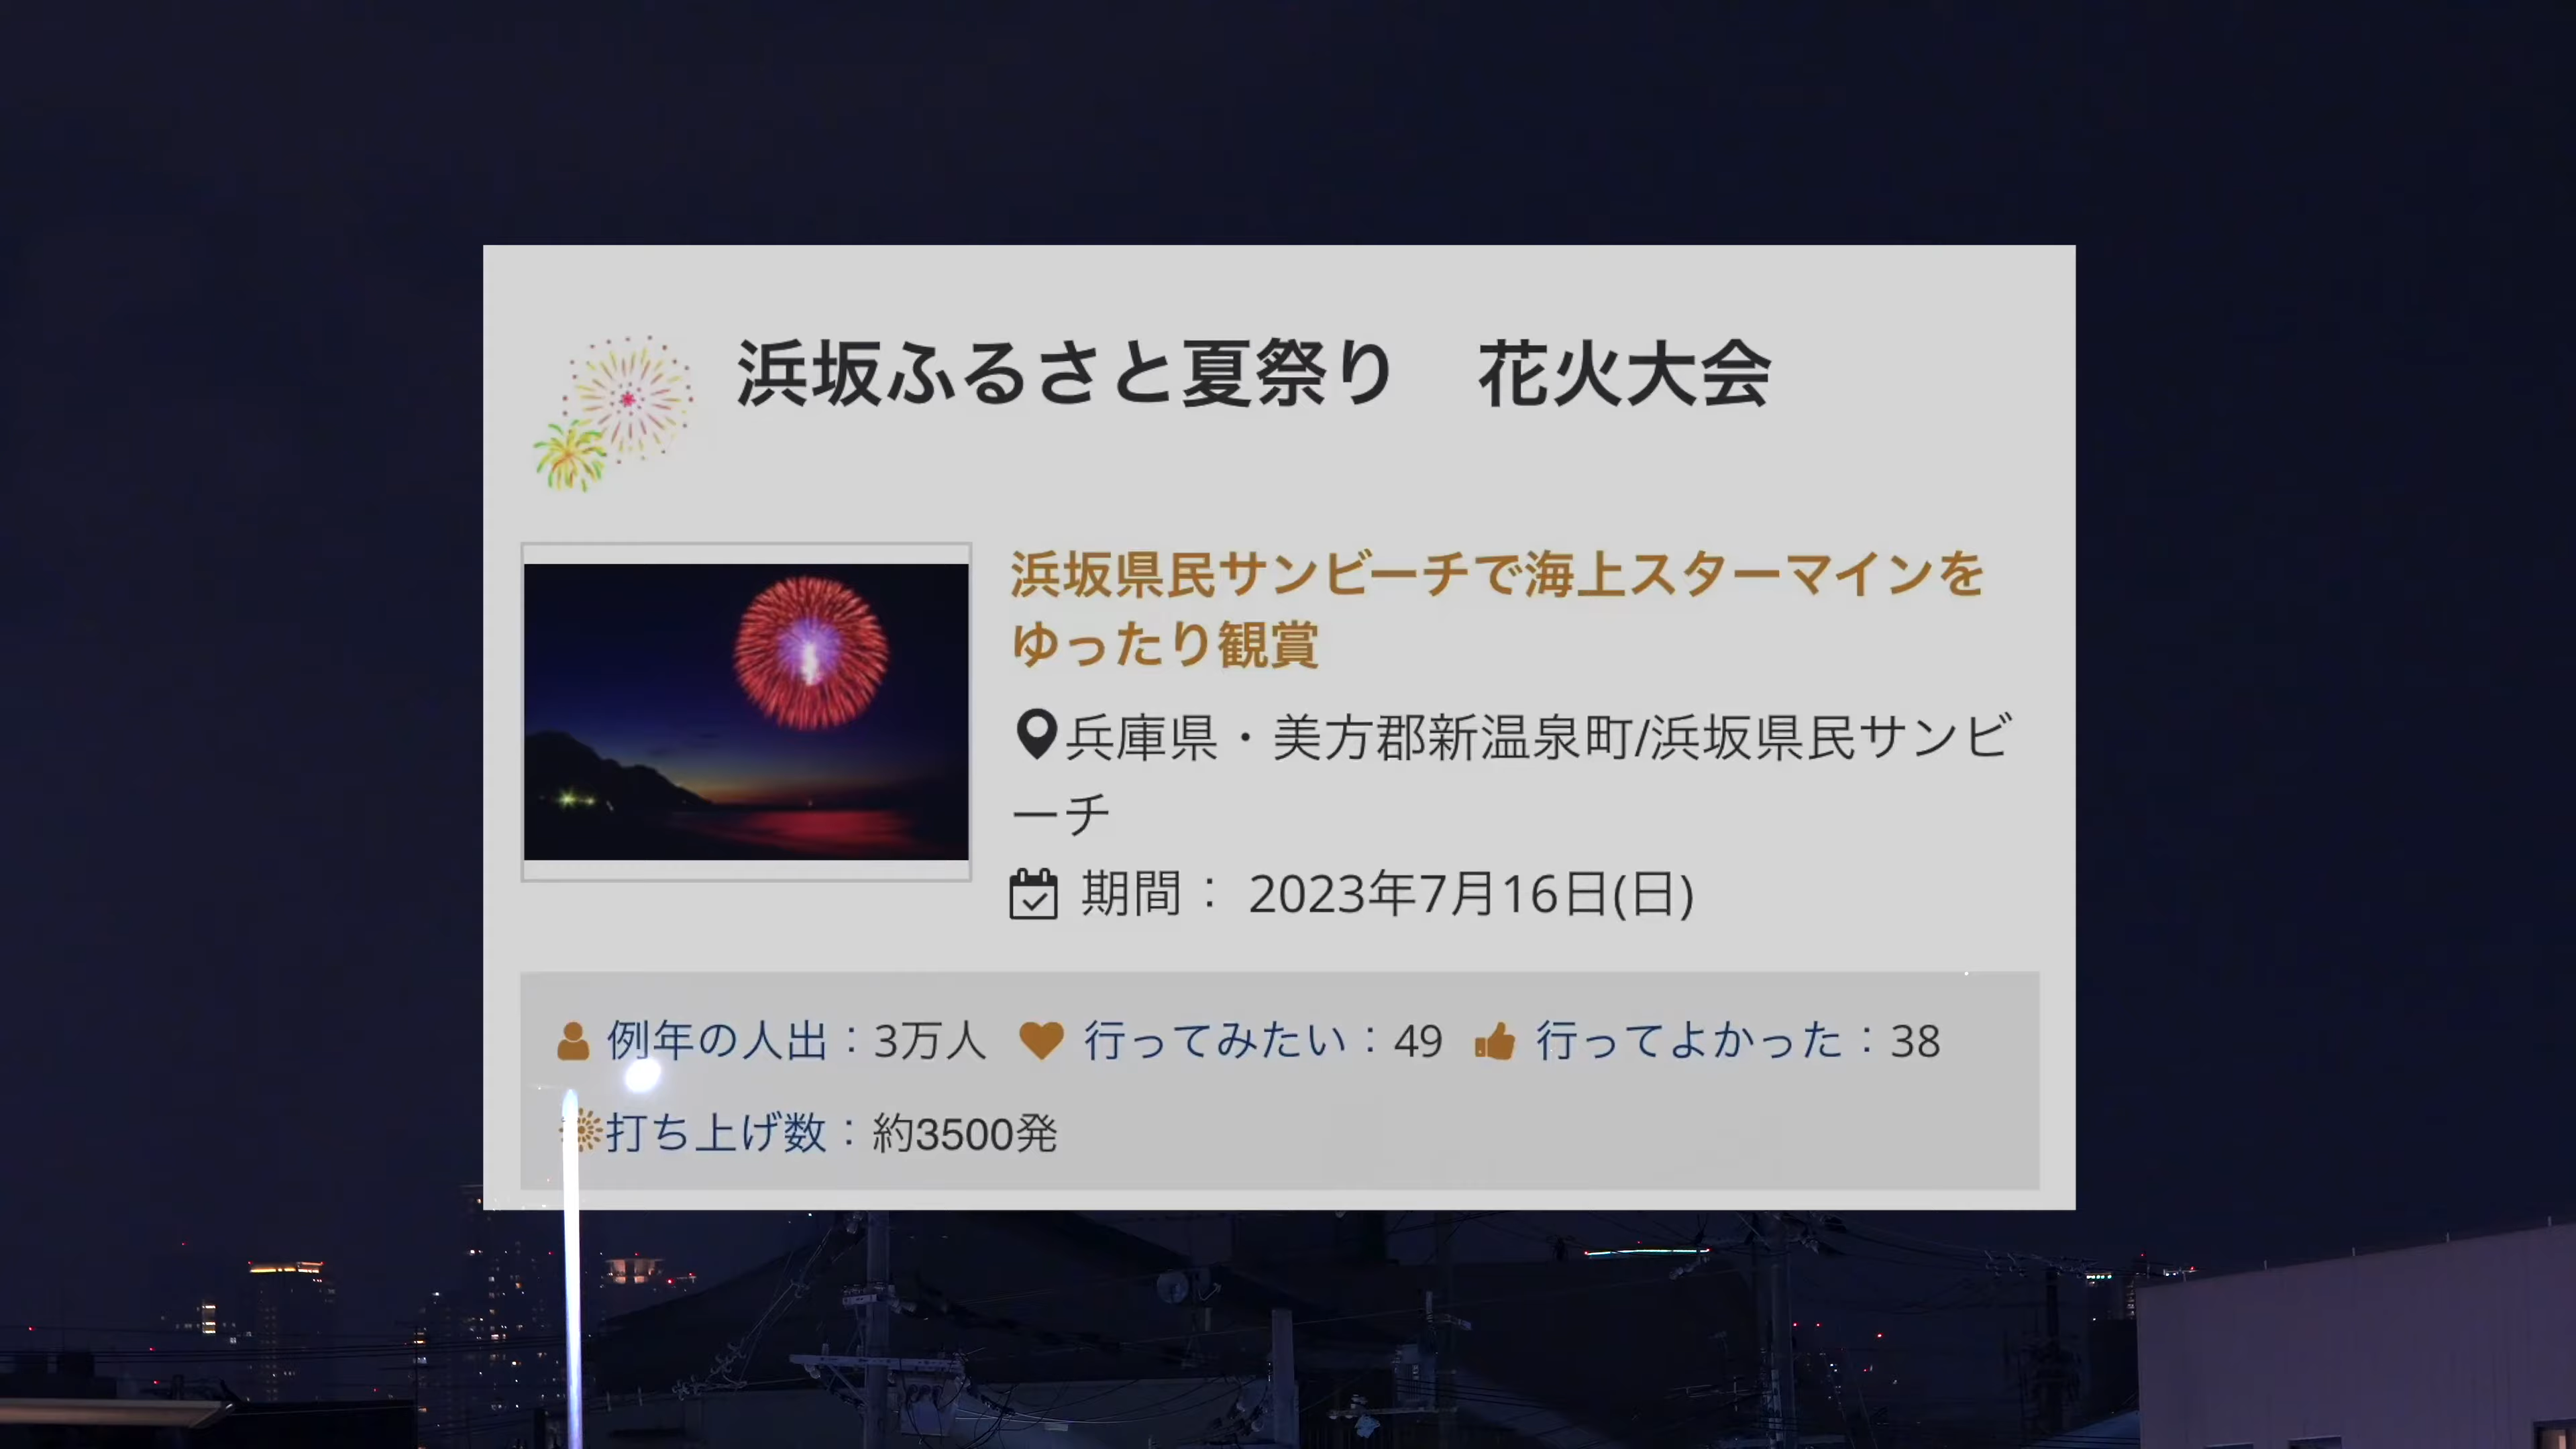 浜坂ふるさと夏祭り　花火大会
浜坂県民サンビーチで海上スターマインを
ゆったり観賞
兵庫県・美方郡新温泉町/浜坂県民サンビ
ーチ
期間： 2023年7月16日(日)
例年の人出：3万人 行ってみたい：49 行ってよかった：38
打ち上げ数：約3500発